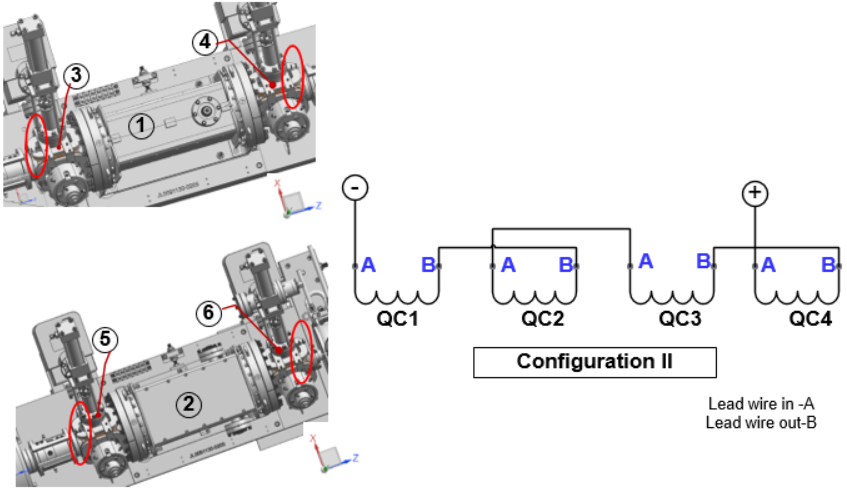 4
3
1
X
Z
6
5
2
X
Z
-
+
A B A B A B A B
QC1 QC2 QC3 QC4
Configuration II
Lead wire in -A
Lead wire out-B